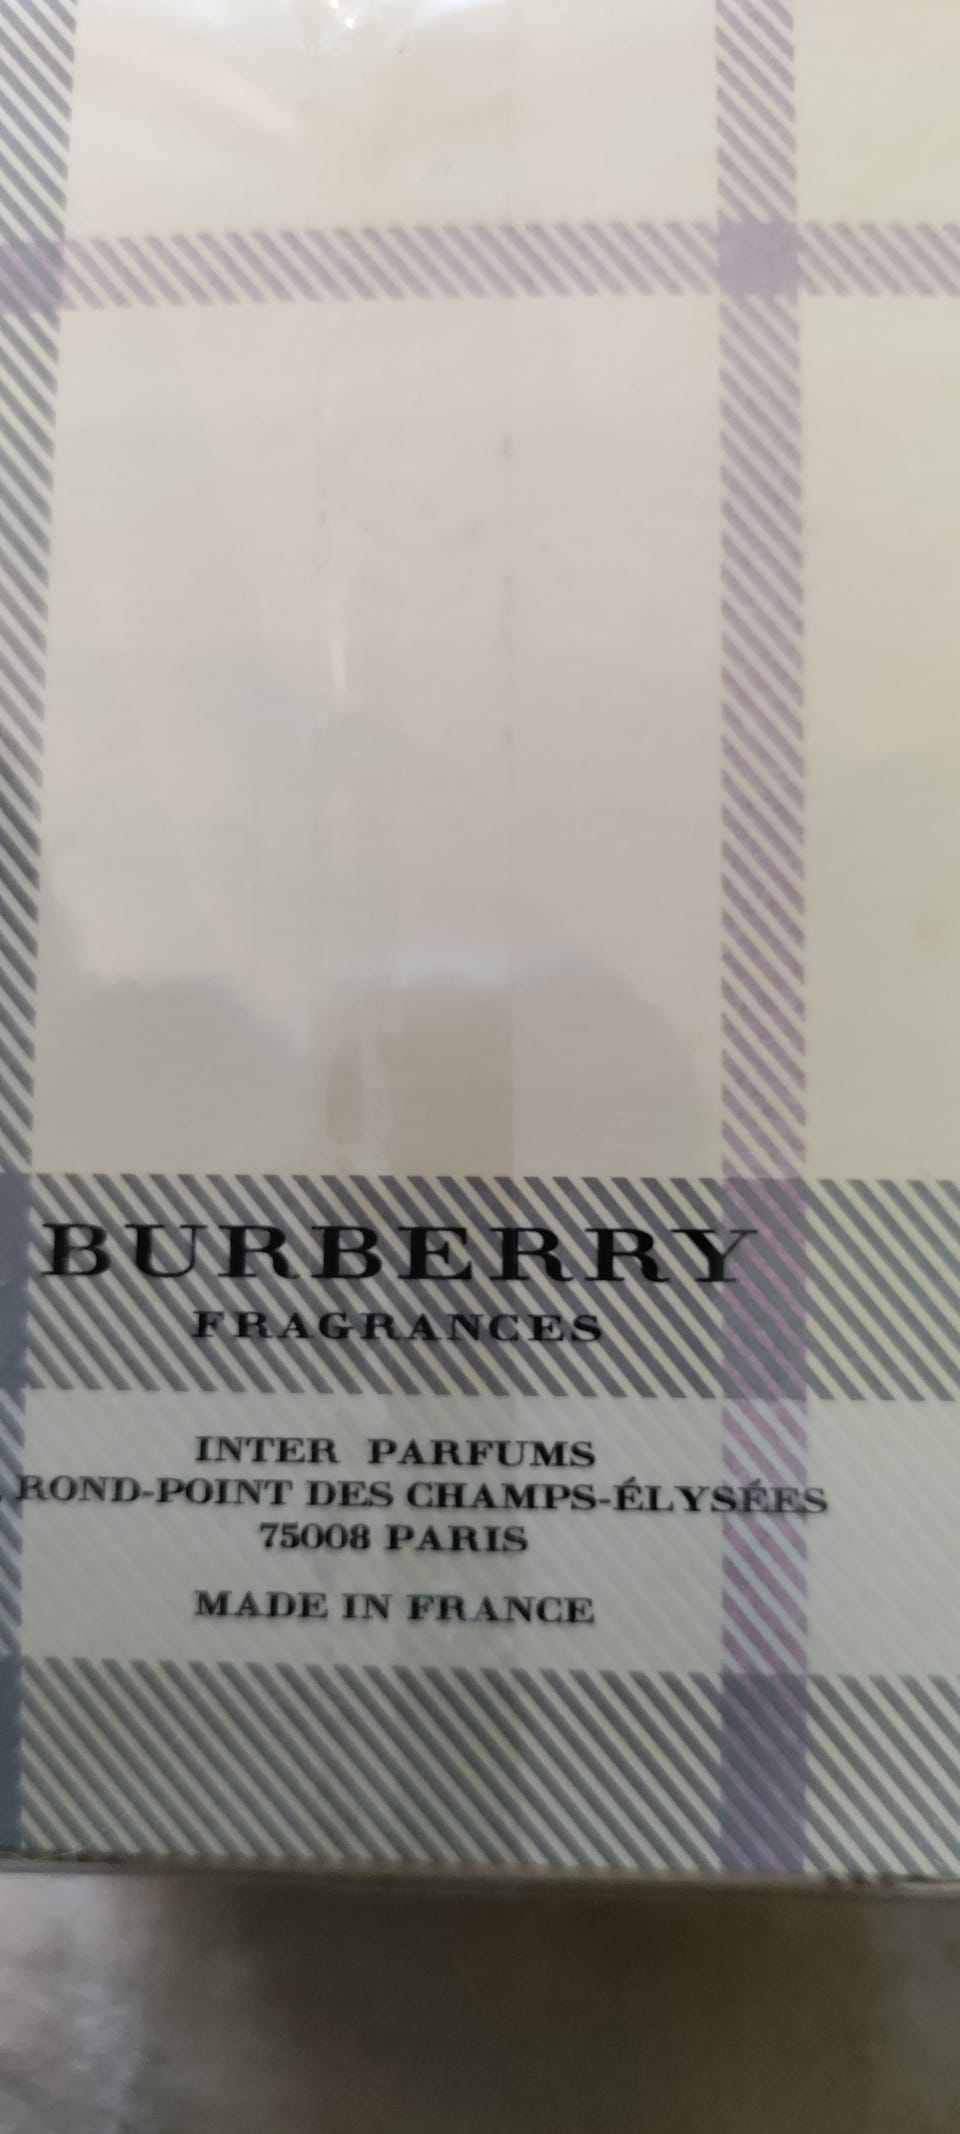 BURBERRY
FRAGRANCES
INTER PARFUMS
ROND-POINT DES CHAMPS-ÉLYSÉES
75008 PARIS
MADE IN FRANCE